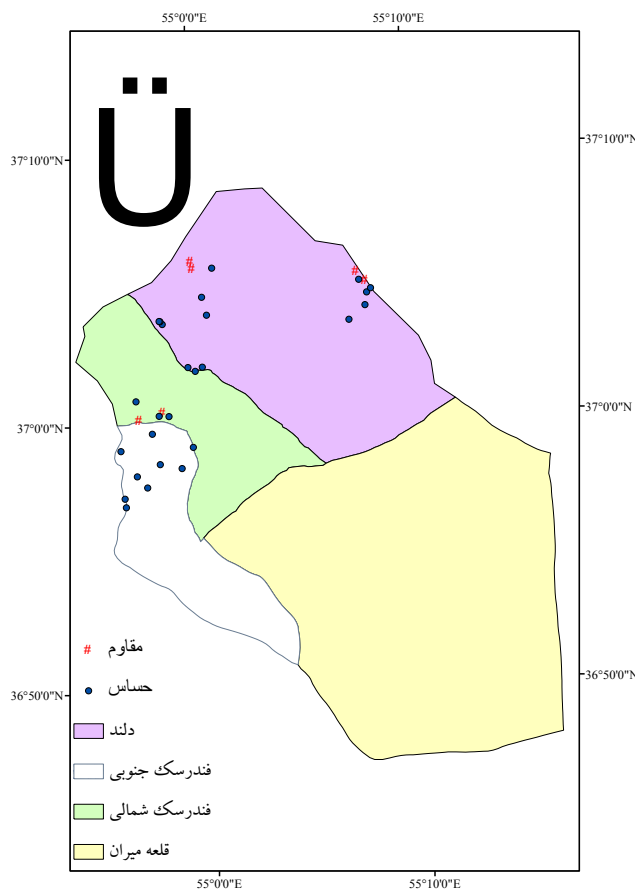 55°0'0"E 55°10'0"E
37°10'0"N 37°10'0"N
Ü
37°0'0"N 37°0'0"N
36°50'0"N 36°50'0"N
# مقاوم
حساس
دلند
فندرسک جنوبی
فندرسک شمالی
قلعه میران
55°0'0"E 55°10'0"E